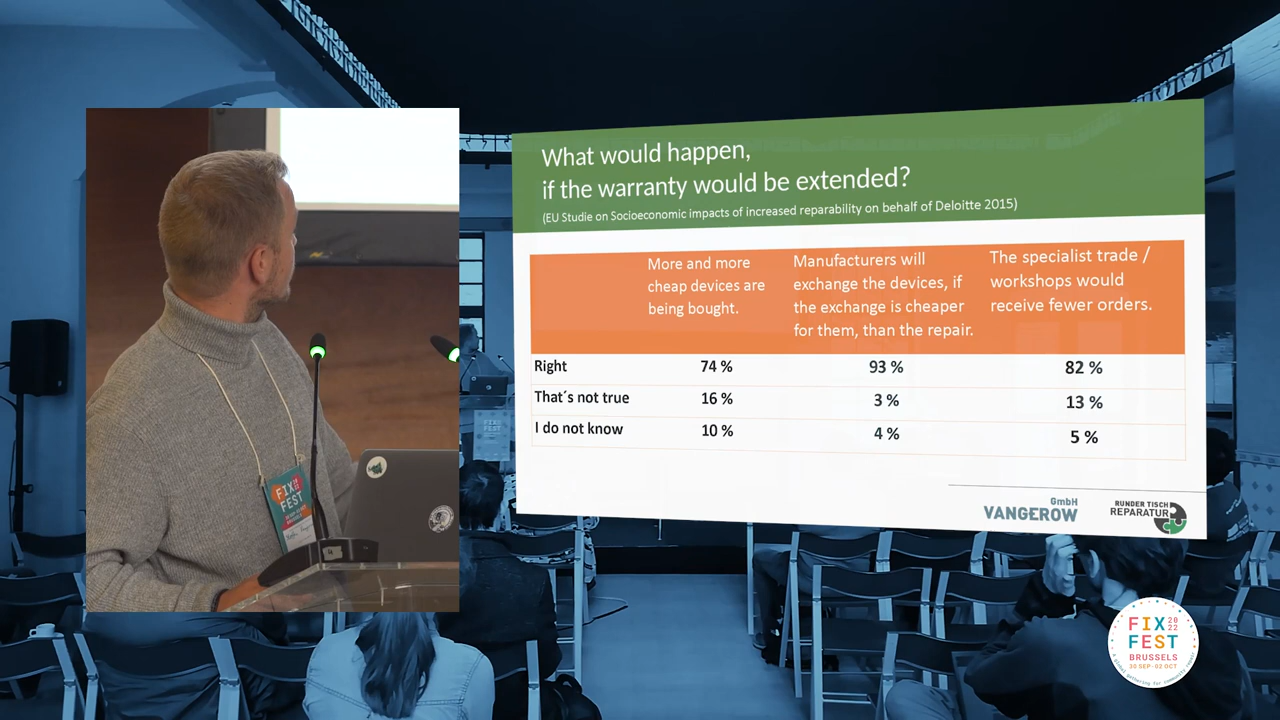 What would happen,
if the warranty would be extended?
(EU Studie on Socioeconomic impacts of increased reparability on behalf of Deloitte 2015)
More and more
cheap devices are
being bought.
Manufacturers will
exchange the devices, if
the exchange is cheaper
for them, than the repair.
The specialist trade /
workshops would
receive fewer orders.
Right 74 % 93 % 82 %
That´s not true 16 % 3 % 13 %
I do not know 10 % 4 % 5 %
GmbH
VANGEROW
RUNDER TISCH
REPARATUR
FIX
FEST
FIX 2022
FEST
BRUSSELS
30 SEP-02 OCT